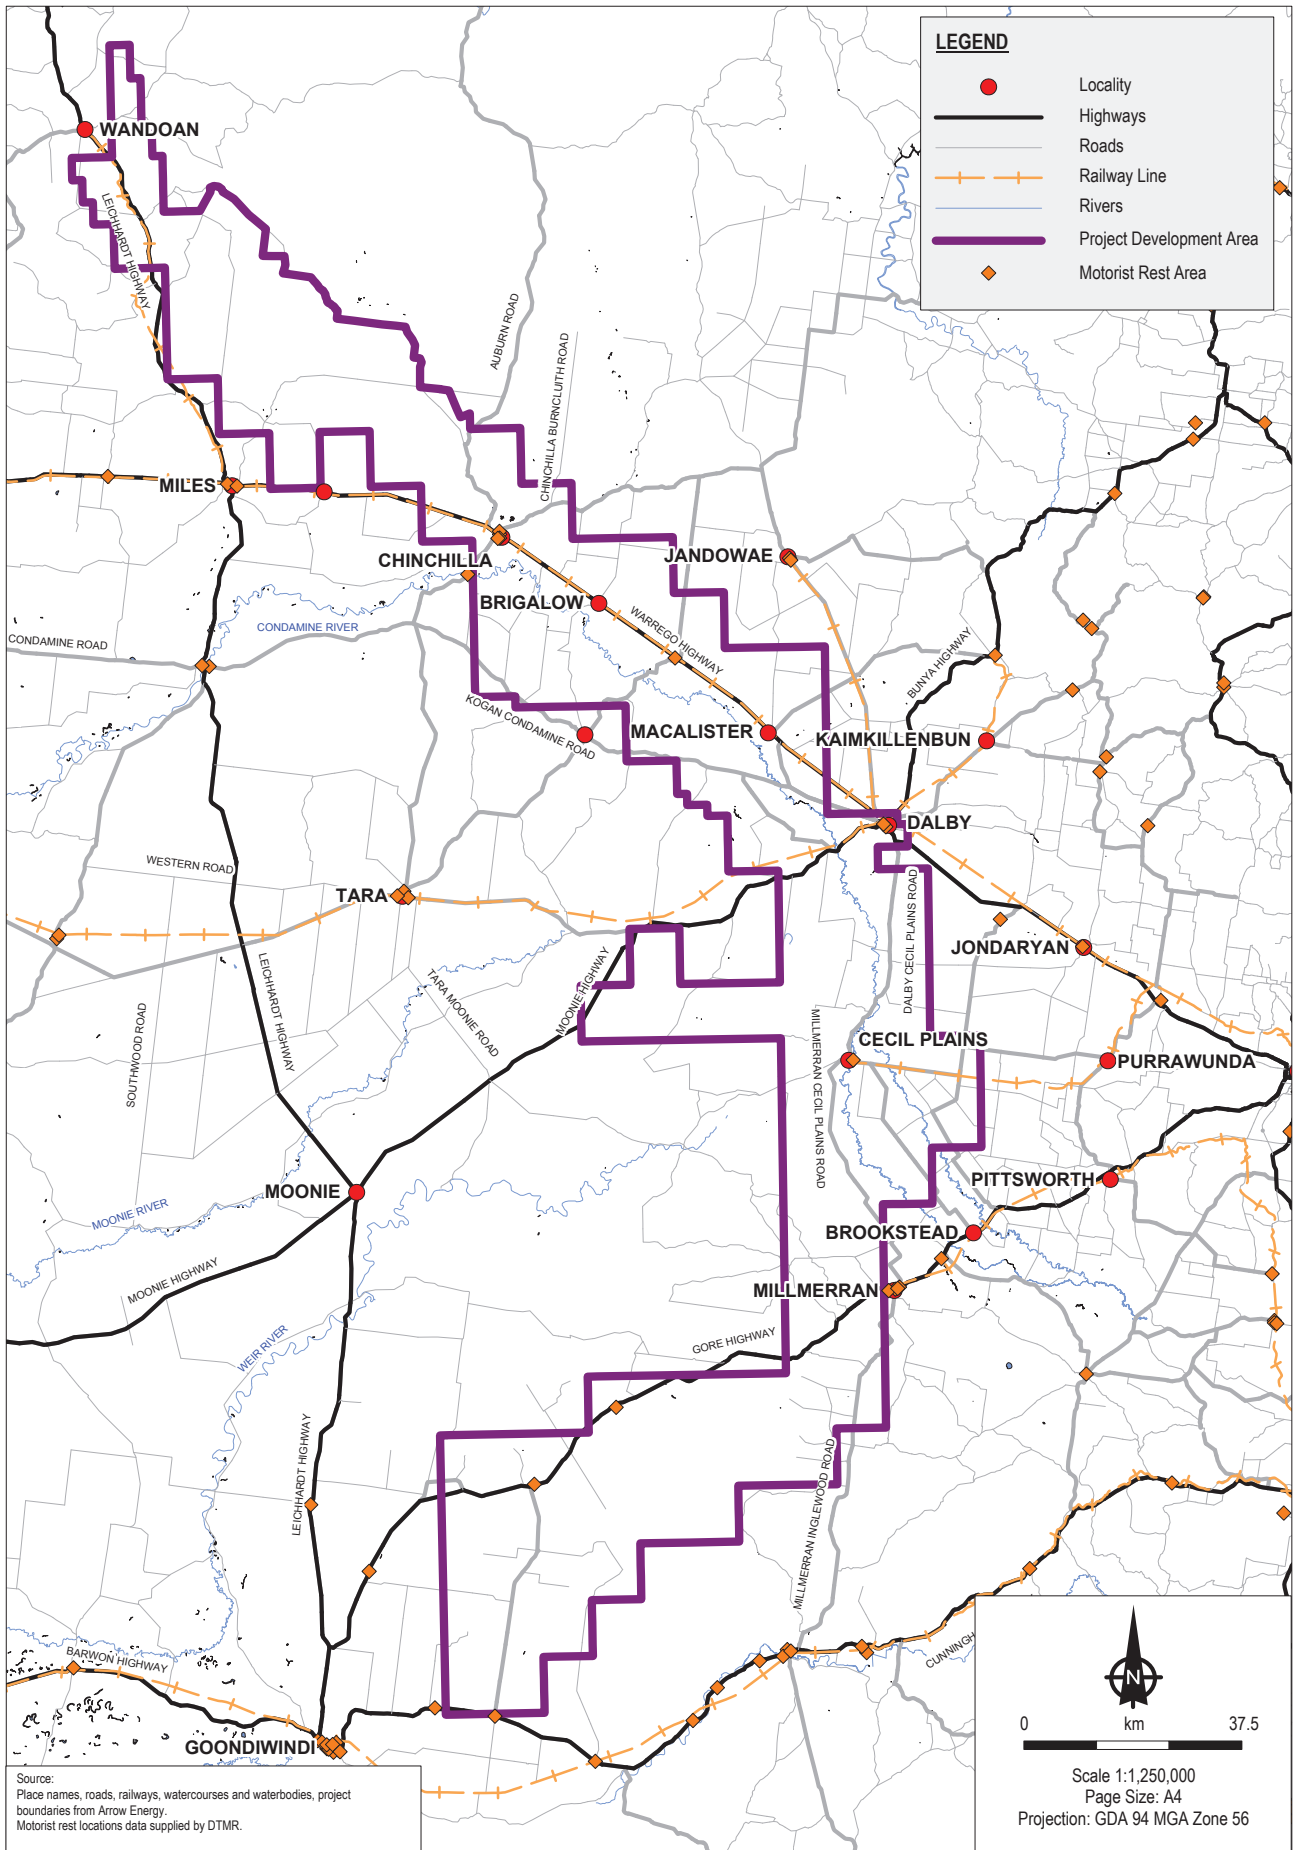 LEGEND
Locality
Highways
Roads
Railway Line
Rivers
Project Development Area
Motorist Rest Area
WANDOAN
LEICHHARDT HIGHWAY
AUBURN ROAD
CHINCHILLA BURNCLUITH ROAD
MILES
CHINCHILLA
JANDOWAE
BRIGALOW
WARREGO HIGHWAY
CONDAMINE RIVER
CONDAMINE ROAD
BUNYA HIGHWAY
KOGAN CONDAMINE ROAD
MACALISTER
KAIMKILLENBUN
DALBY
WESTERN ROAD
TARA
DALBY CECIL PLAINS ROAD
JONDARYAN
LEICHHARDT HIGHWAY
TARA MOONIE ROAD
MOONIE HIGHWAY
SOUTHWOOD ROAD
MILLMERRAN CECIL PLAINS ROAD
CECIL PLAINS
PURRAWUNDA
MOONIE
PITTSWORTH
MOONIE RIVER
BROOKSTEAD
MOONIE HIGHWAY
MILLMERRAN
WEIR RIVER
GORE HIGHWAY
LEICHHARDT HIGHWAY
MILLMERRAN INGLEWOOD ROAD
BARWON HIGHWAY
CUNNINGH
GOONDIWINDI
N
0 km 37.5
Scale 1:1,250,000
Page Size: A4
Projection: GDA 94 MGA Zone 56
Source:
Place names, roads, railways, watercourses and waterbodies, project
boundaries from Arrow Energy.
Motorist rest locations data supplied by DTMR.